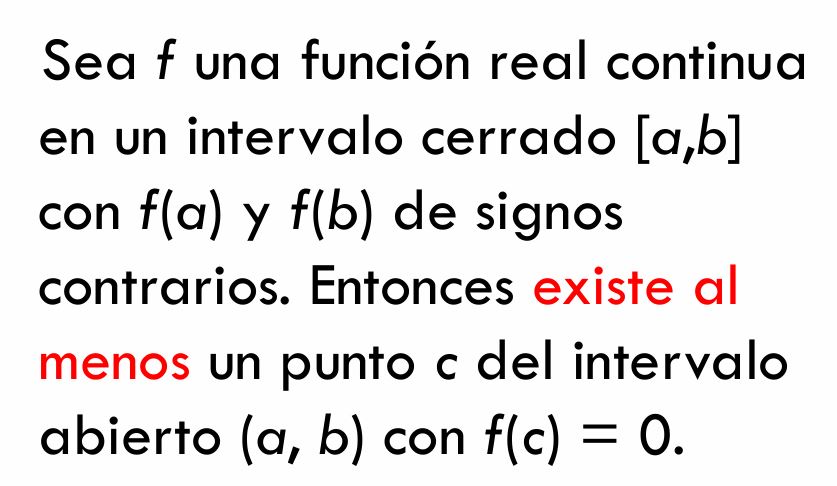 Sea f una función real continua
en un intervalo cerrado [a,b]
con f(a) y f(b) de signos
contrarios. Entonces existe al
menos un punto c del intervalo
abierto (a, b) con f(c) = 0.